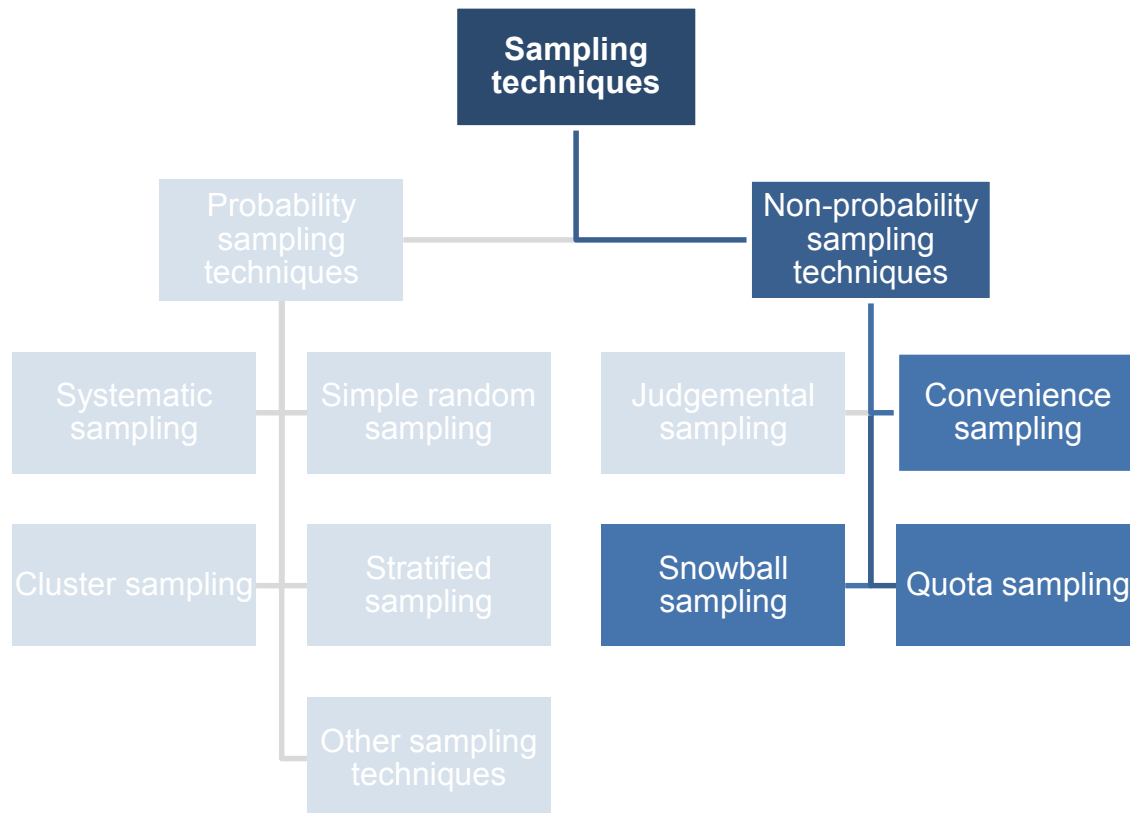 Sampling
techniques
Probability
sampling
techniques
Non-probability
sampling
techniques
Systematic
sampling
Simple random
sampling
Judgemental
sampling
Convenience
sampling
Cluster sampling
Stratified
sampling
Snowball
sampling
Quota sampling
Other sampling
techniques